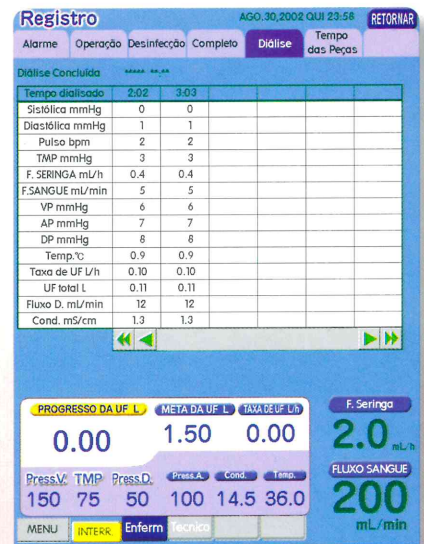 Registro AGO.30,2002 QUI 23:58 RETORNAR
Alarme Operação Desinfecção Completo Diálise Tempo das Peças
Diálise Concluída ***** **.**
Tempo dialisado 2:02 3:03
Sistólica mmHg 0 0
Diastólica mmHg 1 1
Pulso bpm 2 2
TMP mmHg 3 3
F. SERINGA mL/h 0.4 0.4
F.SANGUE mL/min 5 5
VP mmHg 6 6
AP mmHg 7 7
DP mmHg 8 8
Temp.℃ 0.9 0.9
Taxa de UF L/h 0.10 0.10
UF total L 0.11 0.11
Fluxo D. mL/min 12 12
Cond. mS/cm 1.3 1.3
PROGRESSO DA UF L META DA UF L TAXA DE UF L/h F. Seringa
0.00 1.50 0.00 2.0 mL/h
Press.V. TMP Press.D. Press.A. Cond. Temp. FLUXO SANGUE
150 75 50 100 14.5 36.0 200 mL/min
MENU INTERR. Enferm Tecnico